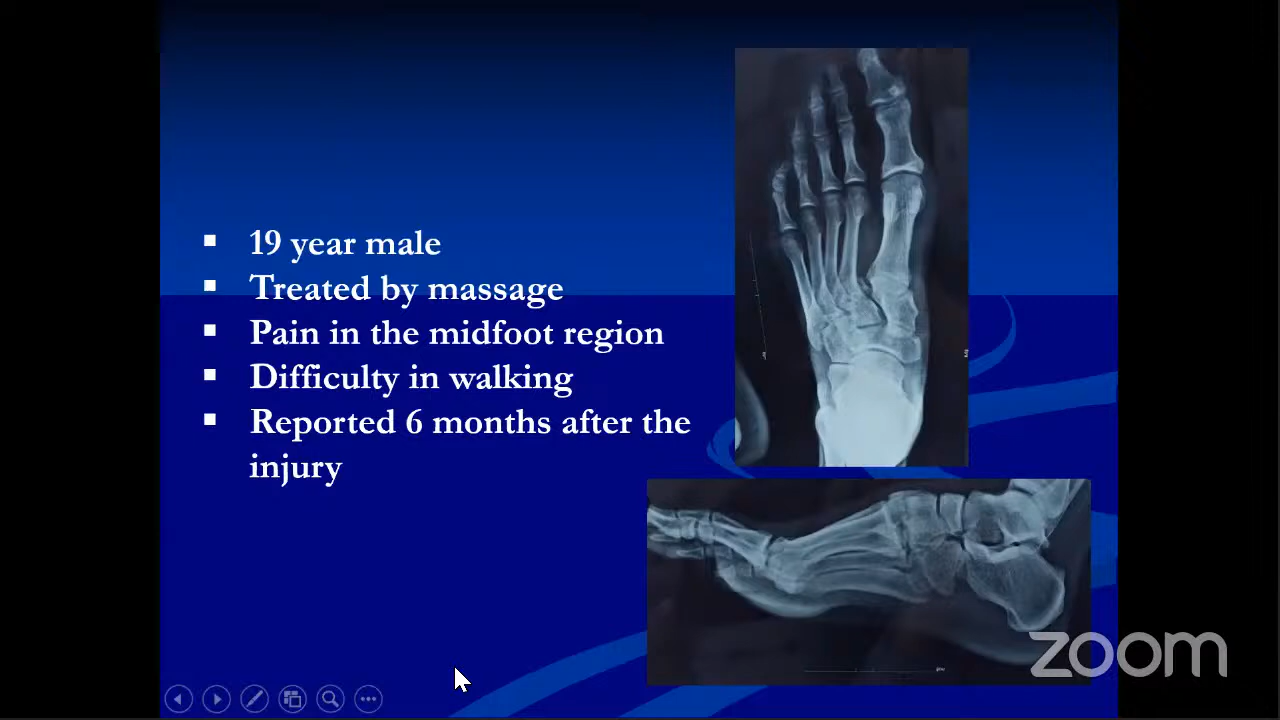 19 year male
Treated by massage
Pain in the midfoot region
Difficulty in walking
Reported 6 months after the
injury
zoom